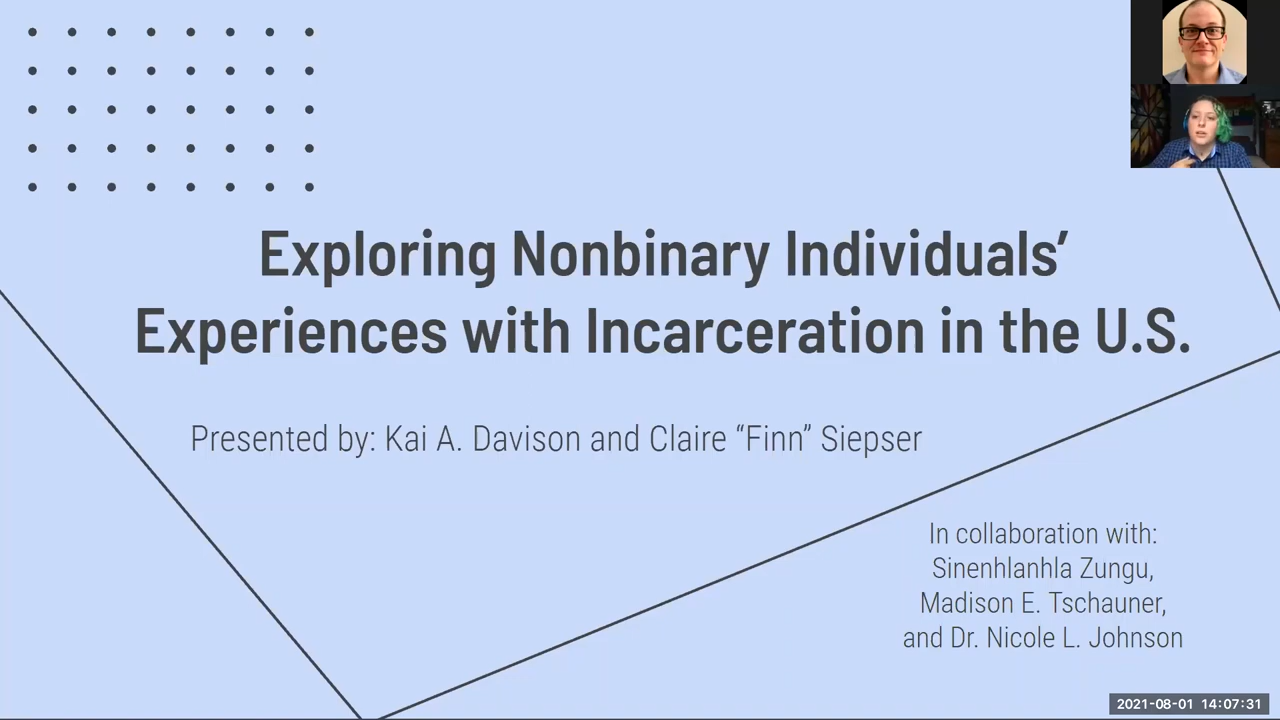 Exploring Nonbinary Individuals’
Experiences with Incarceration in the U.S.
Presented by: Kai A. Davison and Claire “Finn” Siepser
In collaboration with:
Sinenhlanhla Zungu,
Madison E. Tschauner,
and Dr. Nicole L. Johnson
2021-08-01 14:07:31